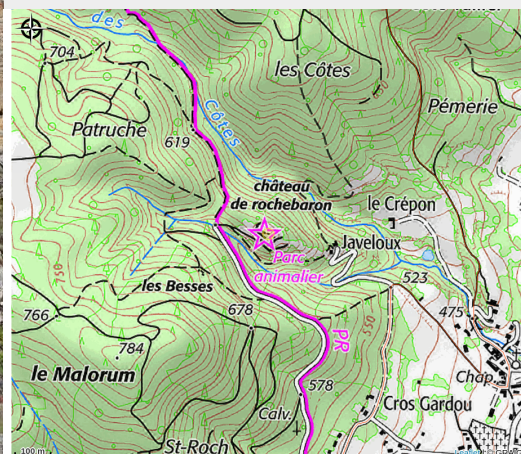 des
704
les Côtes
Pémerie
Côtes
Patruche
619
château
de rochebaron
le Crépon
Javeloux
Parc
animalier
750
les Besses
523
475
766
678
PR
550
784
le Malorum
578
Chap.
Calv.
Cros Gardou
St-Roch
100 m